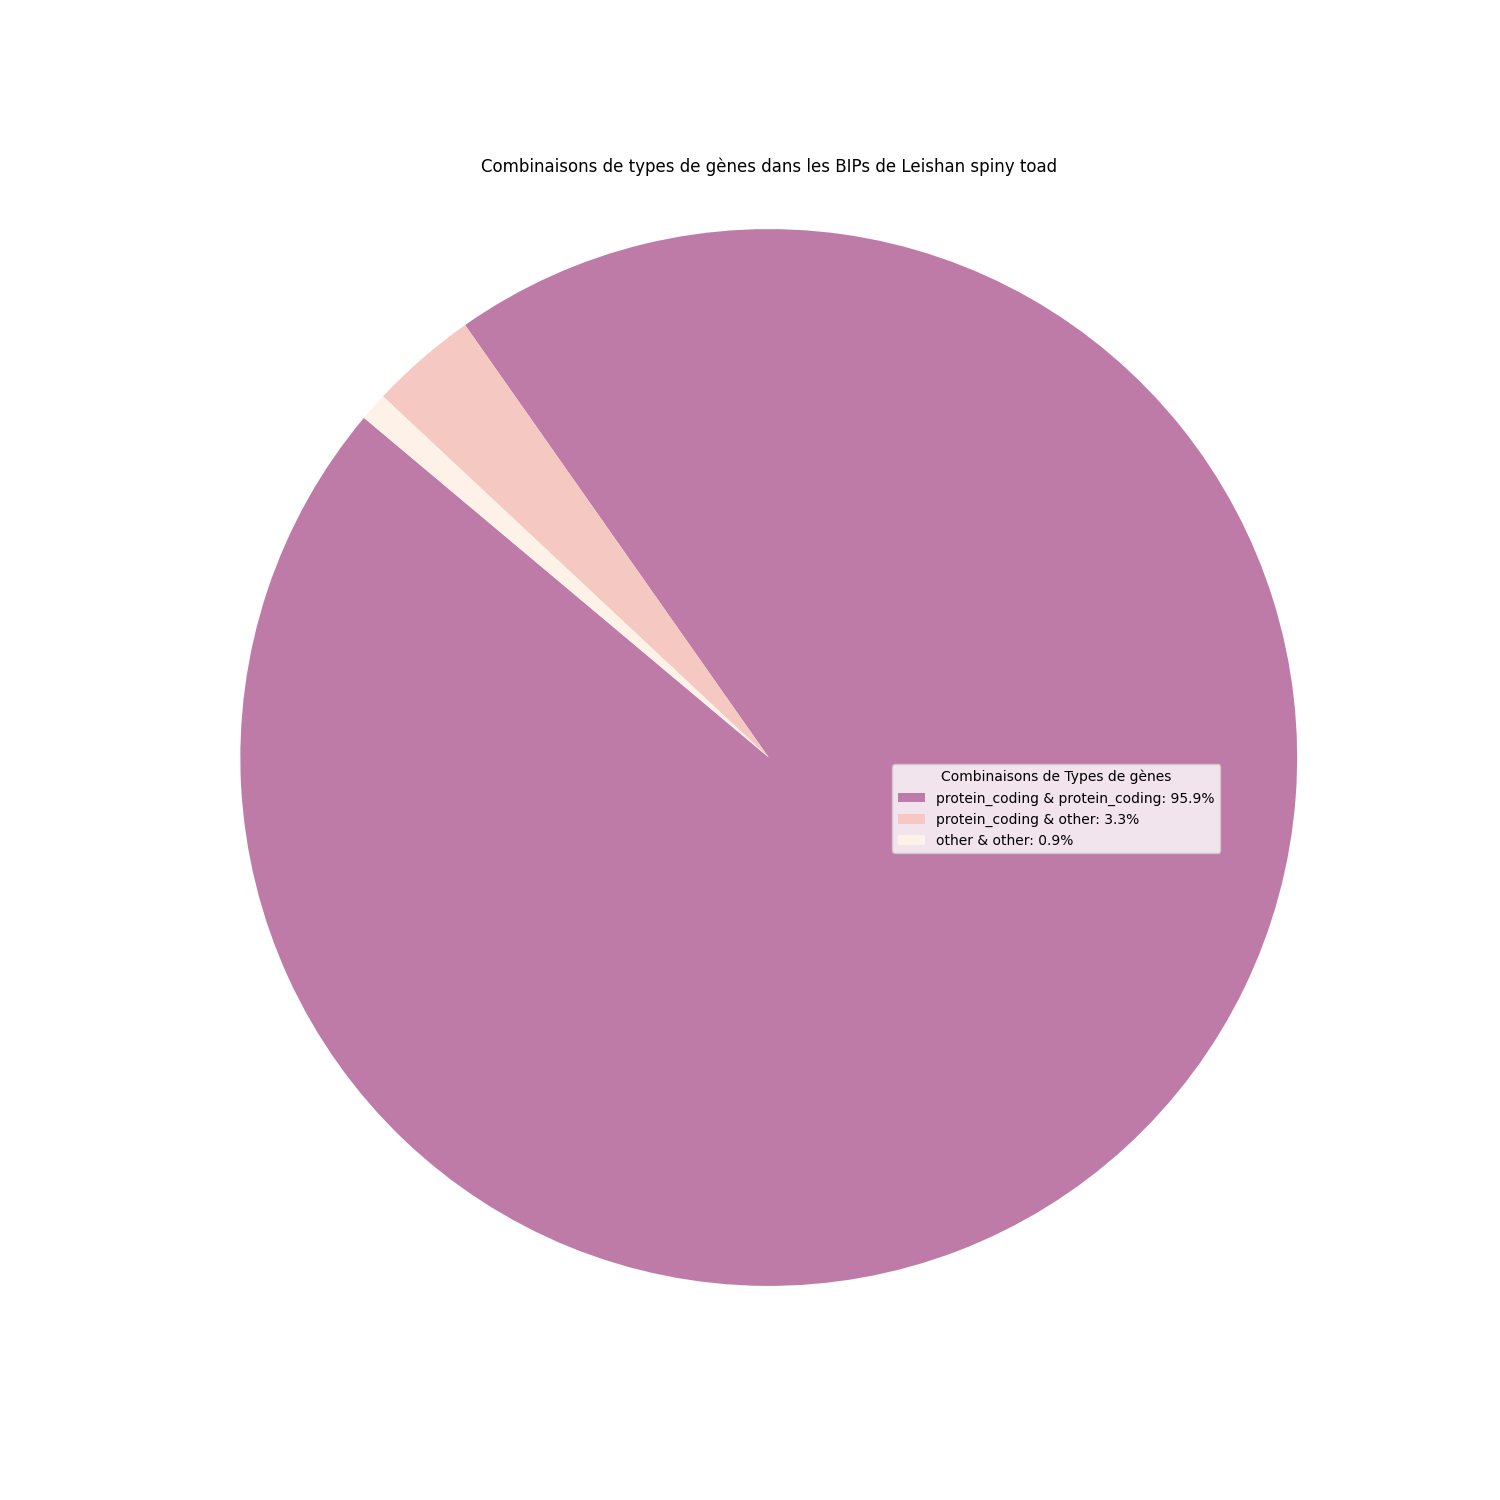 Combinaisons de types de gènes dans les BIPs de Leishan spiny toad
Combinaisons de Types de gènes
protein_coding & protein_coding: 95.9%
protein_coding & other: 3.3%
other & other: 0.9%